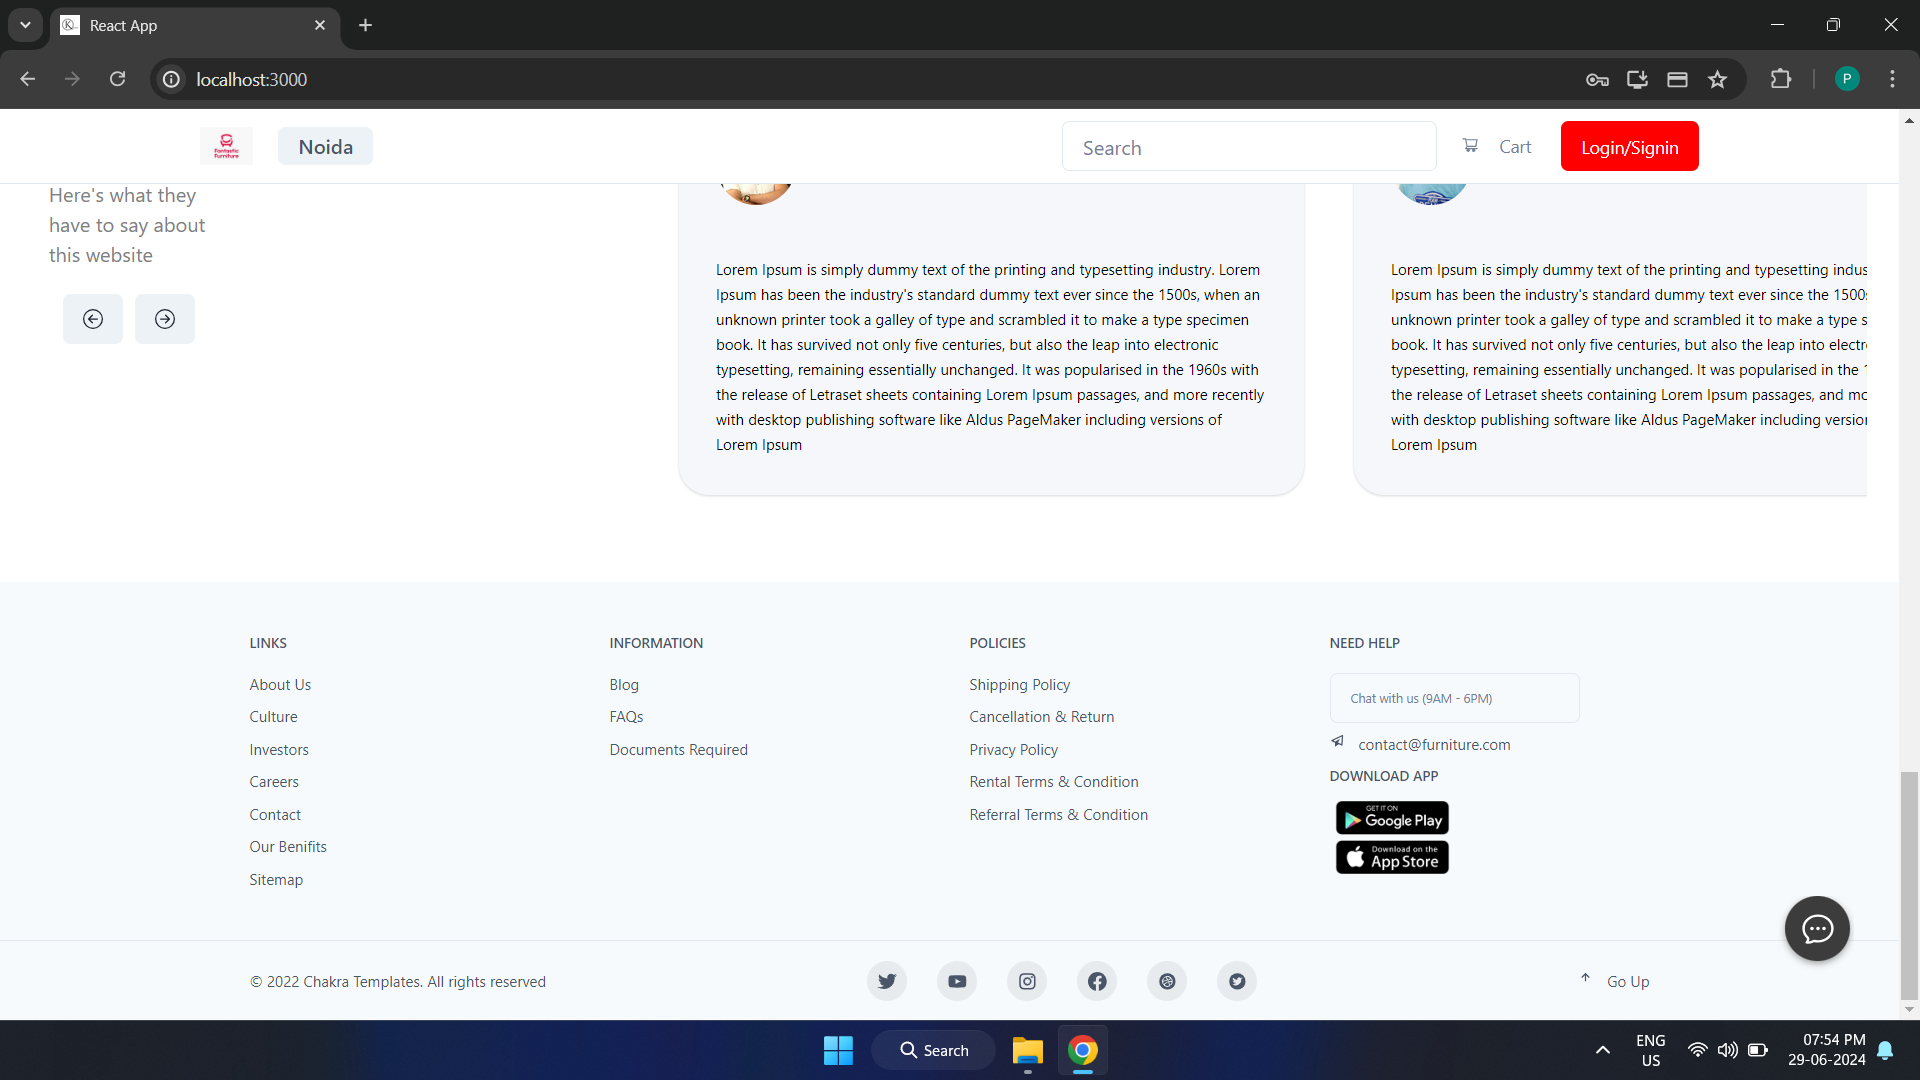 React App
localhost:3000
P
Fantastic
Furniture
Noida
Search
Cart
Login/Signin
Here's what they
have to say about
this website
Lorem Ipsum is simply dummy text of the printing and typesetting industry. Lorem
Ipsum has been the industry's standard dummy text ever since the 1500s, when an
unknown printer took a galley of type and scrambled it to make a type specimen
book. It has survived not only five centuries, but also the leap into electronic
typesetting, remaining essentially unchanged. It was popularised in the 1960s with
the release of Letraset sheets containing Lorem Ipsum passages, and more recently
with desktop publishing software like Aldus PageMaker including versions of
Lorem Ipsum
Lorem Ipsum is simply dummy text of the printing and typesetting indus
Ipsum has been the industry's standard dummy text ever since the 1500
unknown printer took a galley of type and scrambled it to make a type s
book. It has survived not only five centuries, but also the leap into electr
typesetting, remaining essentially unchanged. It was popularised in the 1
the release of Letraset sheets containing Lorem Ipsum passages, and mo
with desktop publishing software like Aldus PageMaker including version
Lorem Ipsum
LINKS
About Us
Culture
Investors
Careers
Contact
Our Benifits
Sitemap
INFORMATION
Blog
FAQs
Documents Required
POLICIES
Shipping Policy
Cancellation & Return
Privacy Policy
Rental Terms & Condition
Referral Terms & Condition
NEED HELP
Chat with us (9AM - 6PM)
contact@furniture.com
DOWNLOAD APP
GET IT ON
Google Play
Download on the
App Store
© 2022 Chakra Templates. All rights reserved
Go Up
Search
ENG
US
07:54 PM
29-06-2024